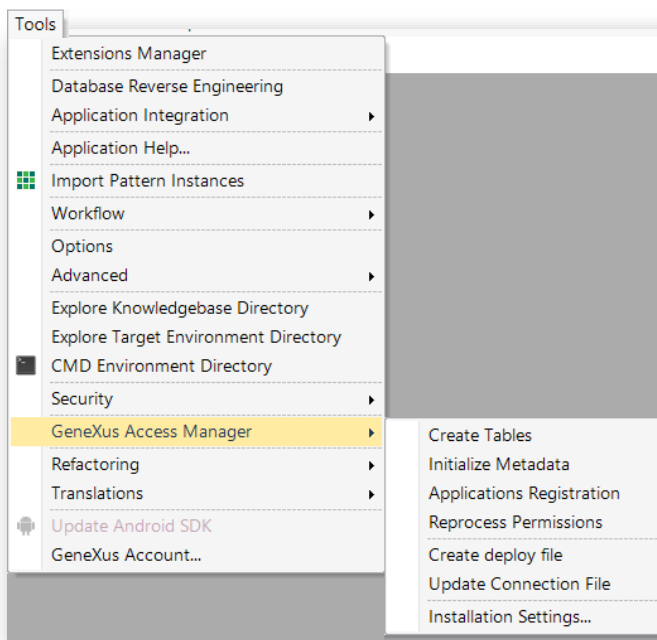 Tools
Extensions Manager
Database Reverse Engineering
Application Integration
Application Help...
Import Pattern Instances
Workflow
Options
Advanced
Explore Knowledgebase Directory
Explore Target Environment Directory
CMD Environment Directory
Security
GeneXus Access Manager
Refactoring
Translations
Update Android SDK
GeneXus Account...
Create Tables
Initialize Metadata
Applications Registration
Reprocess Permissions
Create deploy file
Update Connection File
Installation Settings...